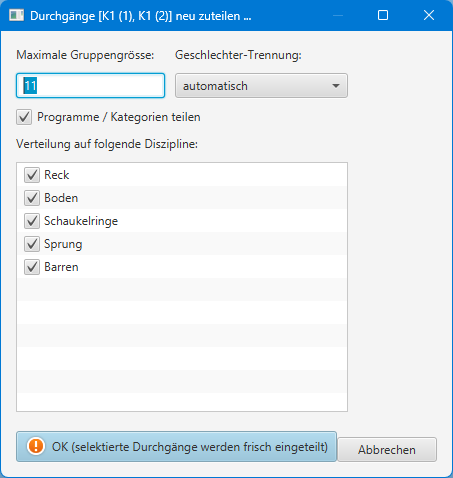 Durchgänge [K1 (1), K1 (2)] neu zuteilen ...
Maximale Gruppengrösse: Geschlechter-Trennung:
11 automatisch
Programme / Kategorien teilen
Verteilung auf folgende Diszipline:
Reck
Boden
Schaukelringe
Sprung
Barren
OK (selektierte Durchgänge werden frisch eingeteilt) Abbrechen